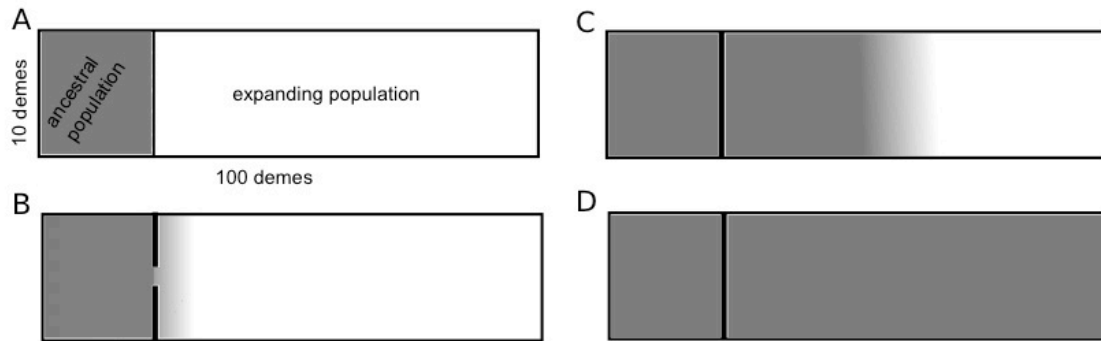 A
10 demes
ancestral
population
expanding population
100 demes
B
C
D